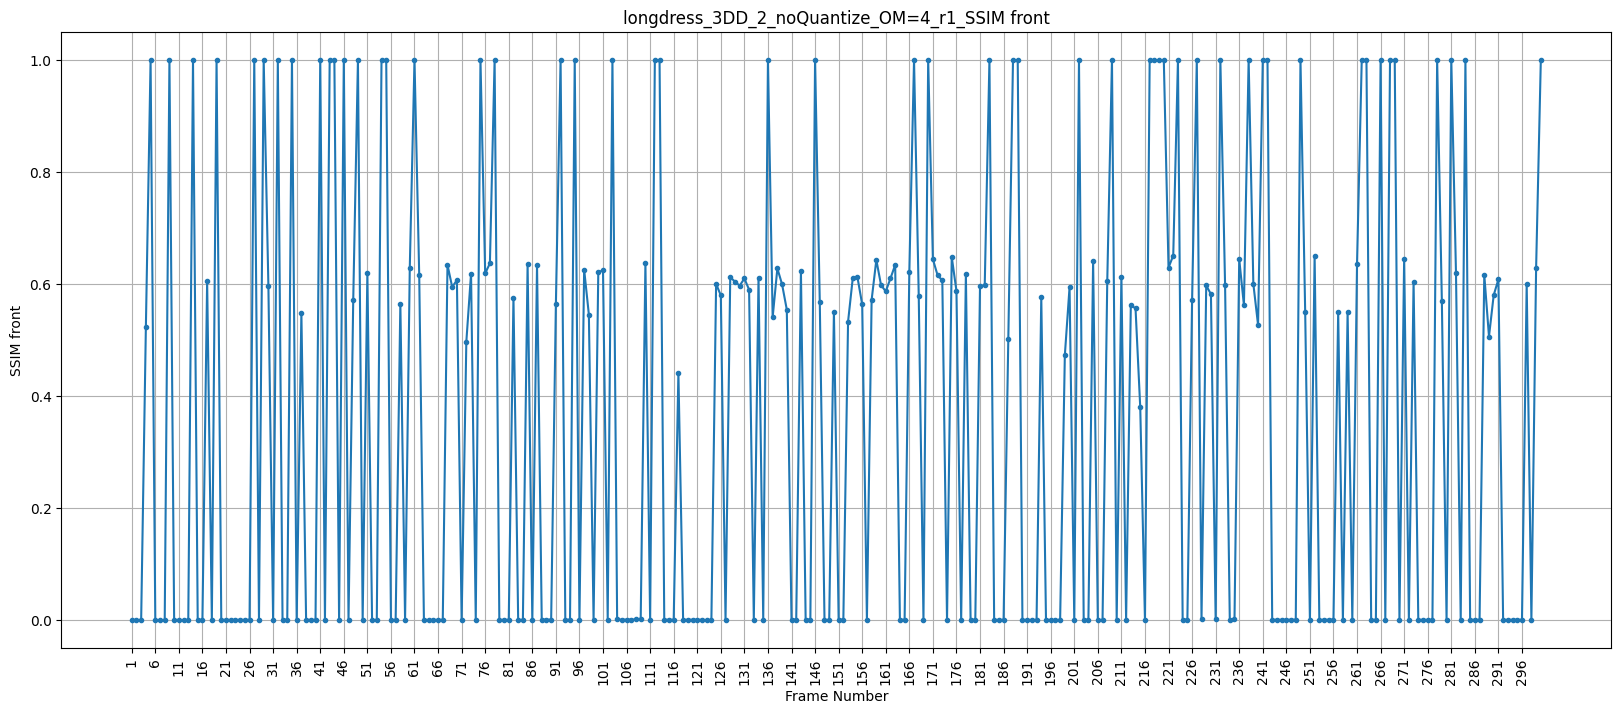 longdress_3DD_2_noQuantize_OM=4_r1_SSIM front
1.0
0.8
0.6
0.4
0.2
0.0
SSIM front
1 6 11 16 21 26 31 36 41 46 51 56 61 66 71 76 81 86 91 96 101 106 111 116 121 126 131 136 141 146 151 156 161 166 171 176 181 186 191 196 201 206 211 216 221 226 231 236 241 246 251 256 261 266 271 276 281 286 291 296
Frame Number